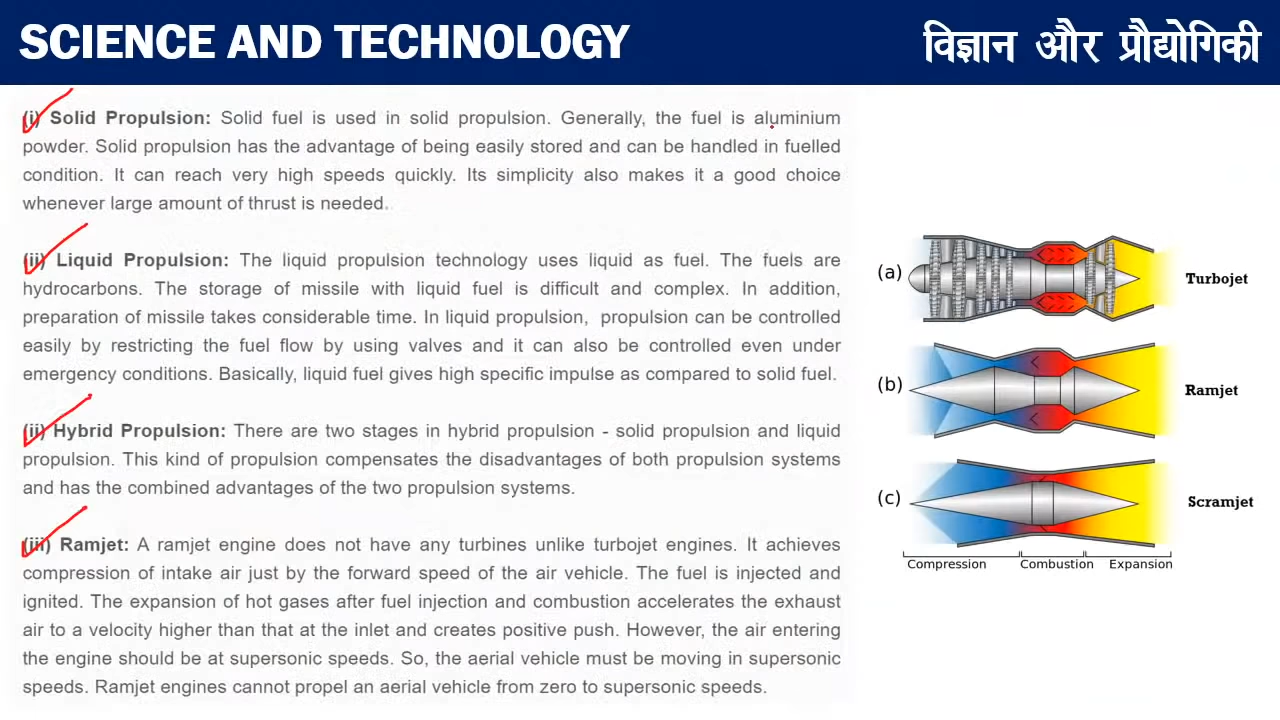 SCIENCE AND TECHNOLOGY
विज्ञान और प्रौद्योगिकी
(i) Solid Propulsion: Solid fuel is used in solid propulsion. Generally, the fuel is aluminium
powder. Solid propulsion has the advantage of being easily stored and can be handled in fuelled
condition. It can reach very high speeds quickly. Its simplicity also makes it a good choice
whenever large amount of thrust is needed.
(ii) Liquid Propulsion: The liquid propulsion technology uses liquid as fuel. The fuels are
hydrocarbons. The storage of missile with liquid fuel is difficult and complex. In addition,
preparation of missile takes considerable time. In liquid propulsion, propulsion can be controlled
easily by restricting the fuel flow by using valves and it can also be controlled even under
emergency conditions. Basically, liquid fuel gives high specific impulse as compared to solid fuel.
(ii) Hybrid Propulsion: There are two stages in hybrid propulsion - solid propulsion and liquid
propulsion. This kind of propulsion compensates the disadvantages of both propulsion systems
and has the combined advantages of the two propulsion systems.
(iii) Ramjet: A ramjet engine does not have any turbines unlike turbojet engines. It achieves
compression of intake air just by the forward speed of the air vehicle. The fuel is injected and
ignited. The expansion of hot gases after fuel injection and combustion accelerates the exhaust
air to a velocity higher than that at the inlet and creates positive push. However, the air entering
the engine should be at supersonic speeds. So, the aerial vehicle must be moving in supersonic
speeds. Ramjet engines cannot propel an aerial vehicle from zero to supersonic speeds.
(a) Turbojet
(b) Ramjet
(c) Scramjet
Compression Combustion Expansion